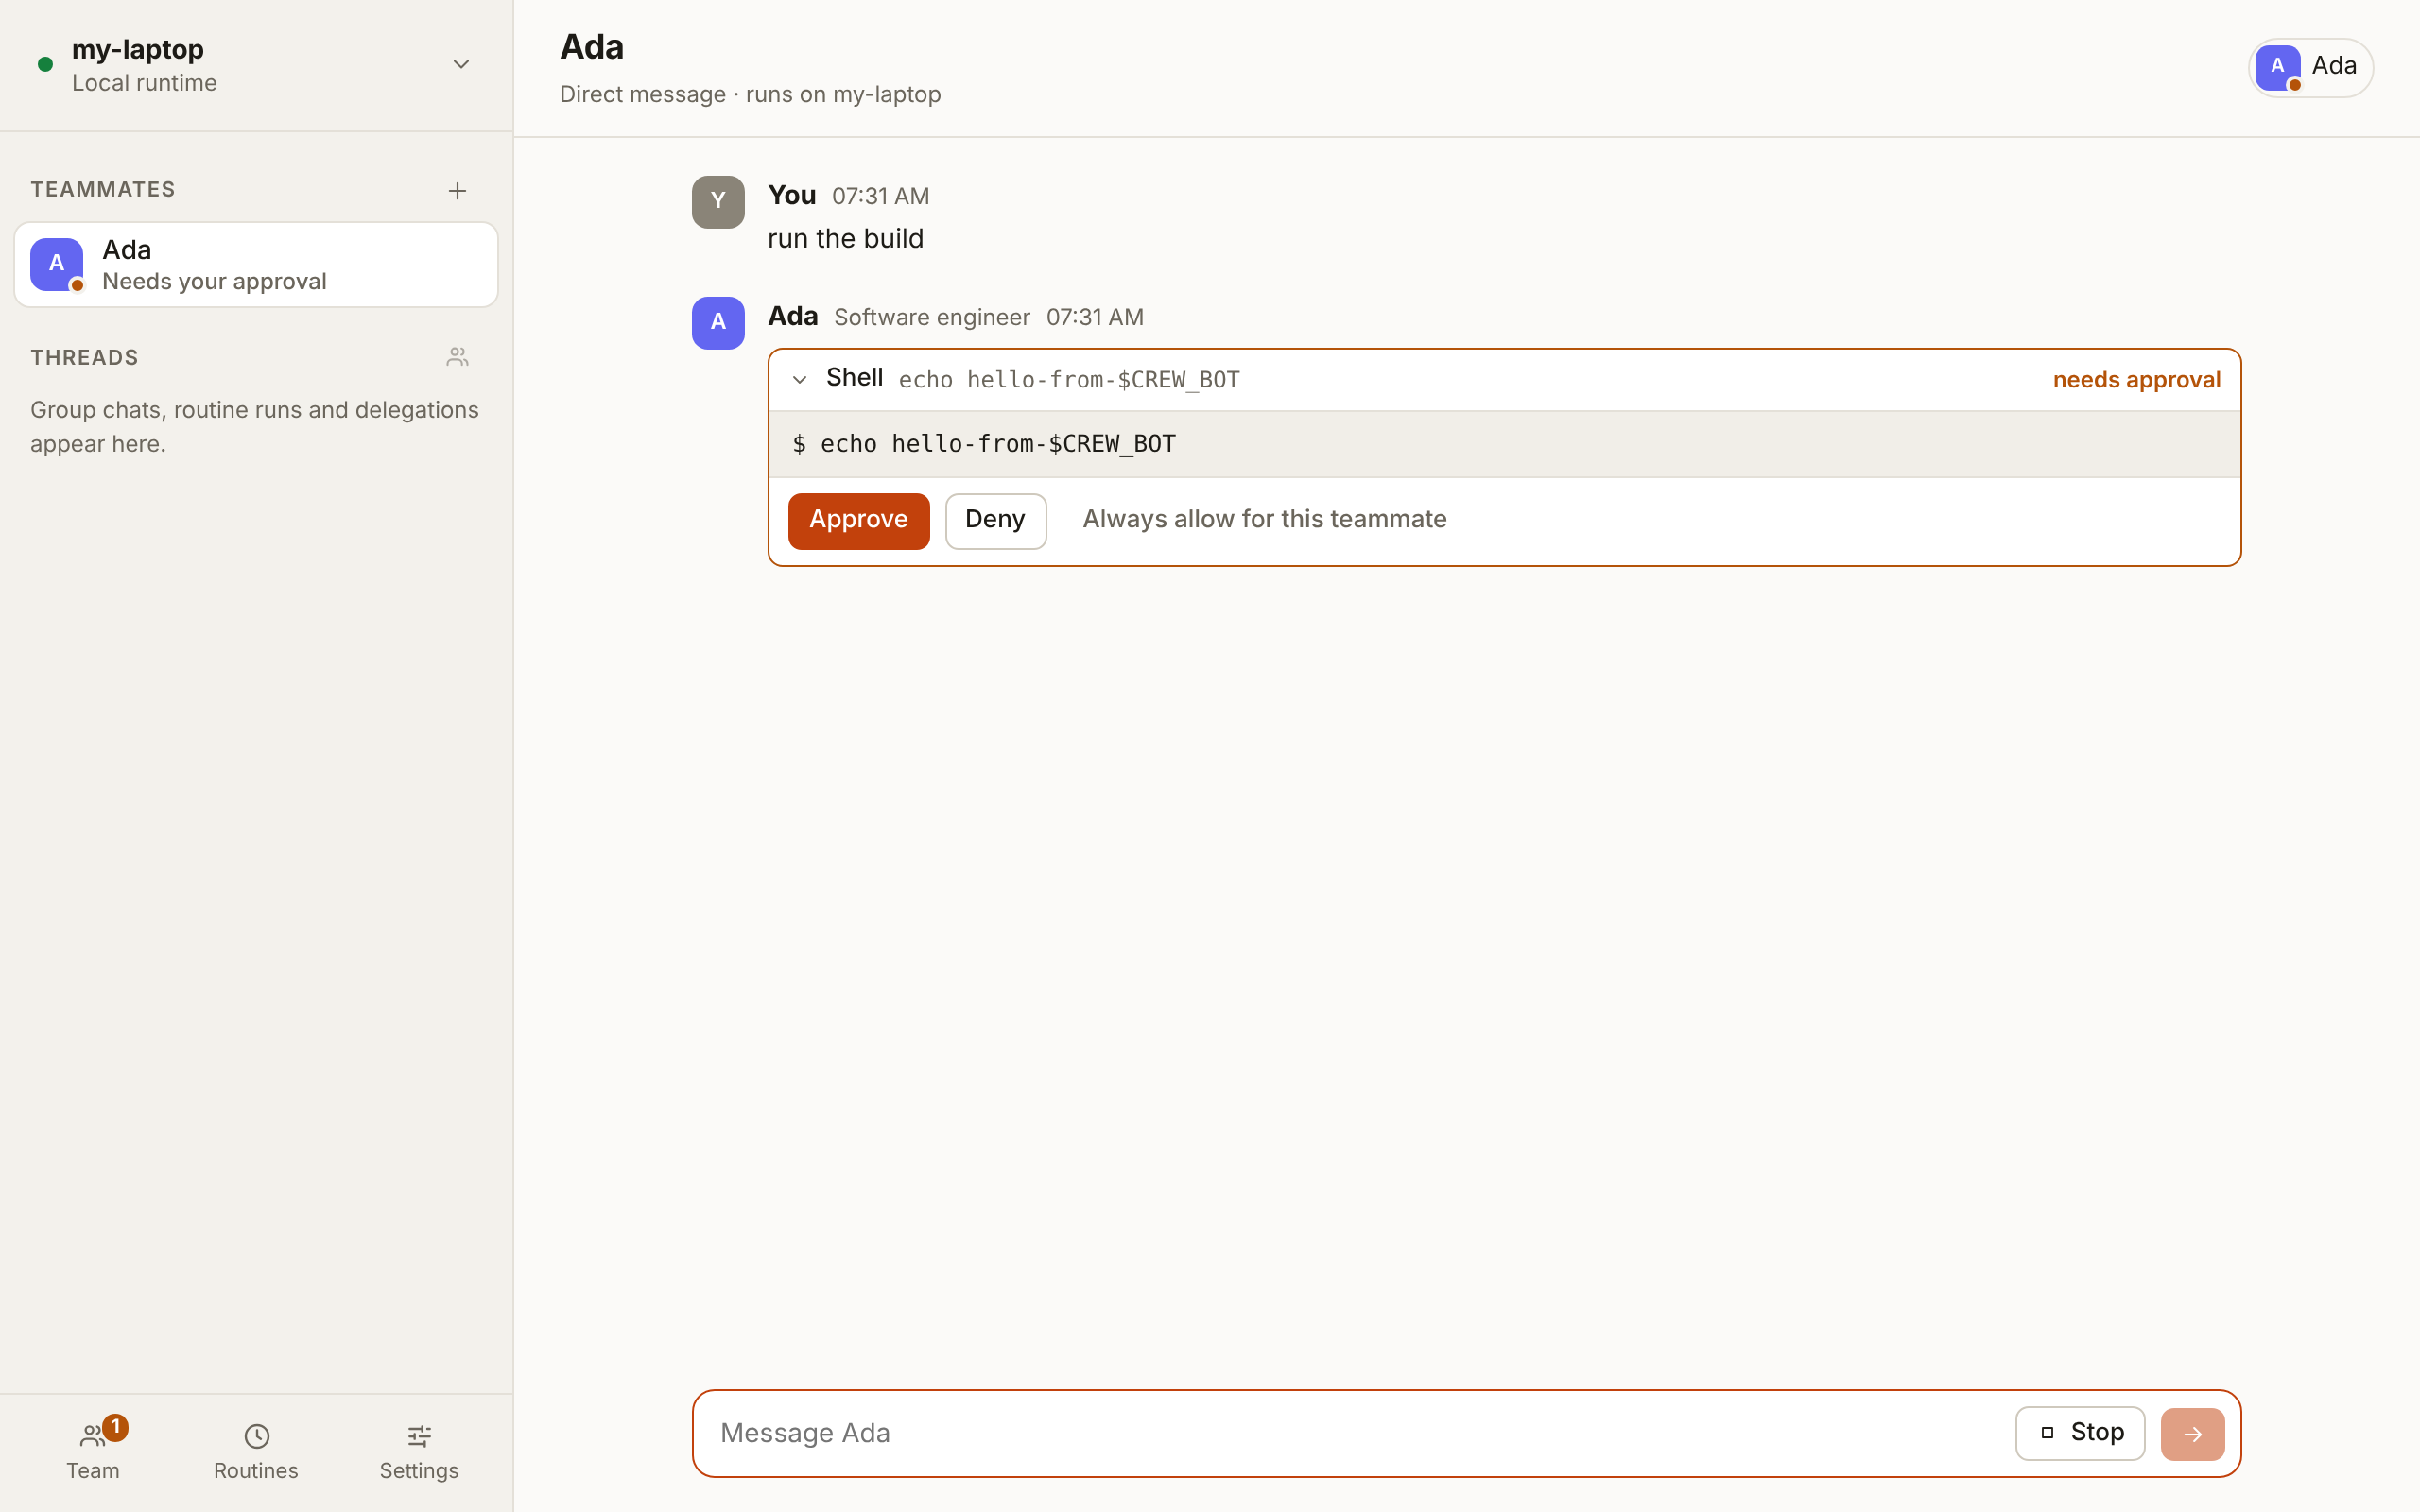 my-laptop
Local runtime
TEAMMATES
A
Ada
Needs your approval
THREADS
Group chats, routine runs and delegations
appear here.
1
Team
Routines
Settings
Ada
Direct message · runs on my-laptop
A Ada
Y
You 07:31 AM
run the build
A
Ada Software engineer 07:31 AM
Shell echo hello-from-$CREW_BOT needs approval
$ echo hello-from-$CREW_BOT
Approve Deny Always allow for this teammate
Message Ada Stop